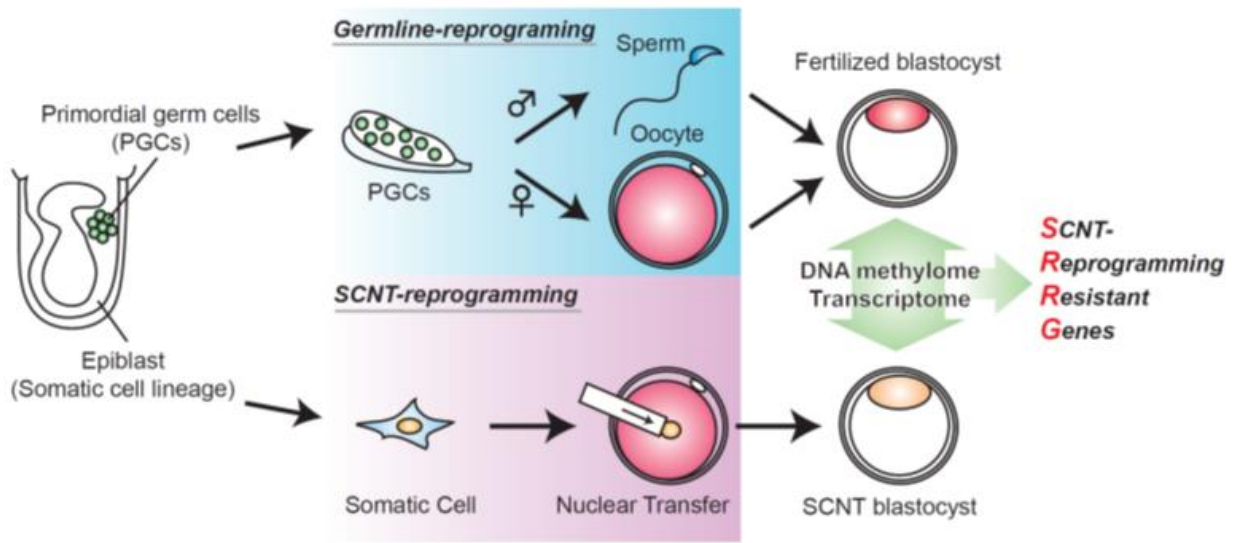 Germline-reprograming
Sperm
Oocyte
♂
♀
PGCs
Primordial germ cells
(PGCs)
Epiblast
(Somatic cell lineage)
Fertilized blastocyst
SCNT-reprogramming
Somatic Cell
Nuclear Transfer
SCNT blastocyst
DNA methylome
Transcriptome
SCNT-
Reprogramming
Resistant
Genes